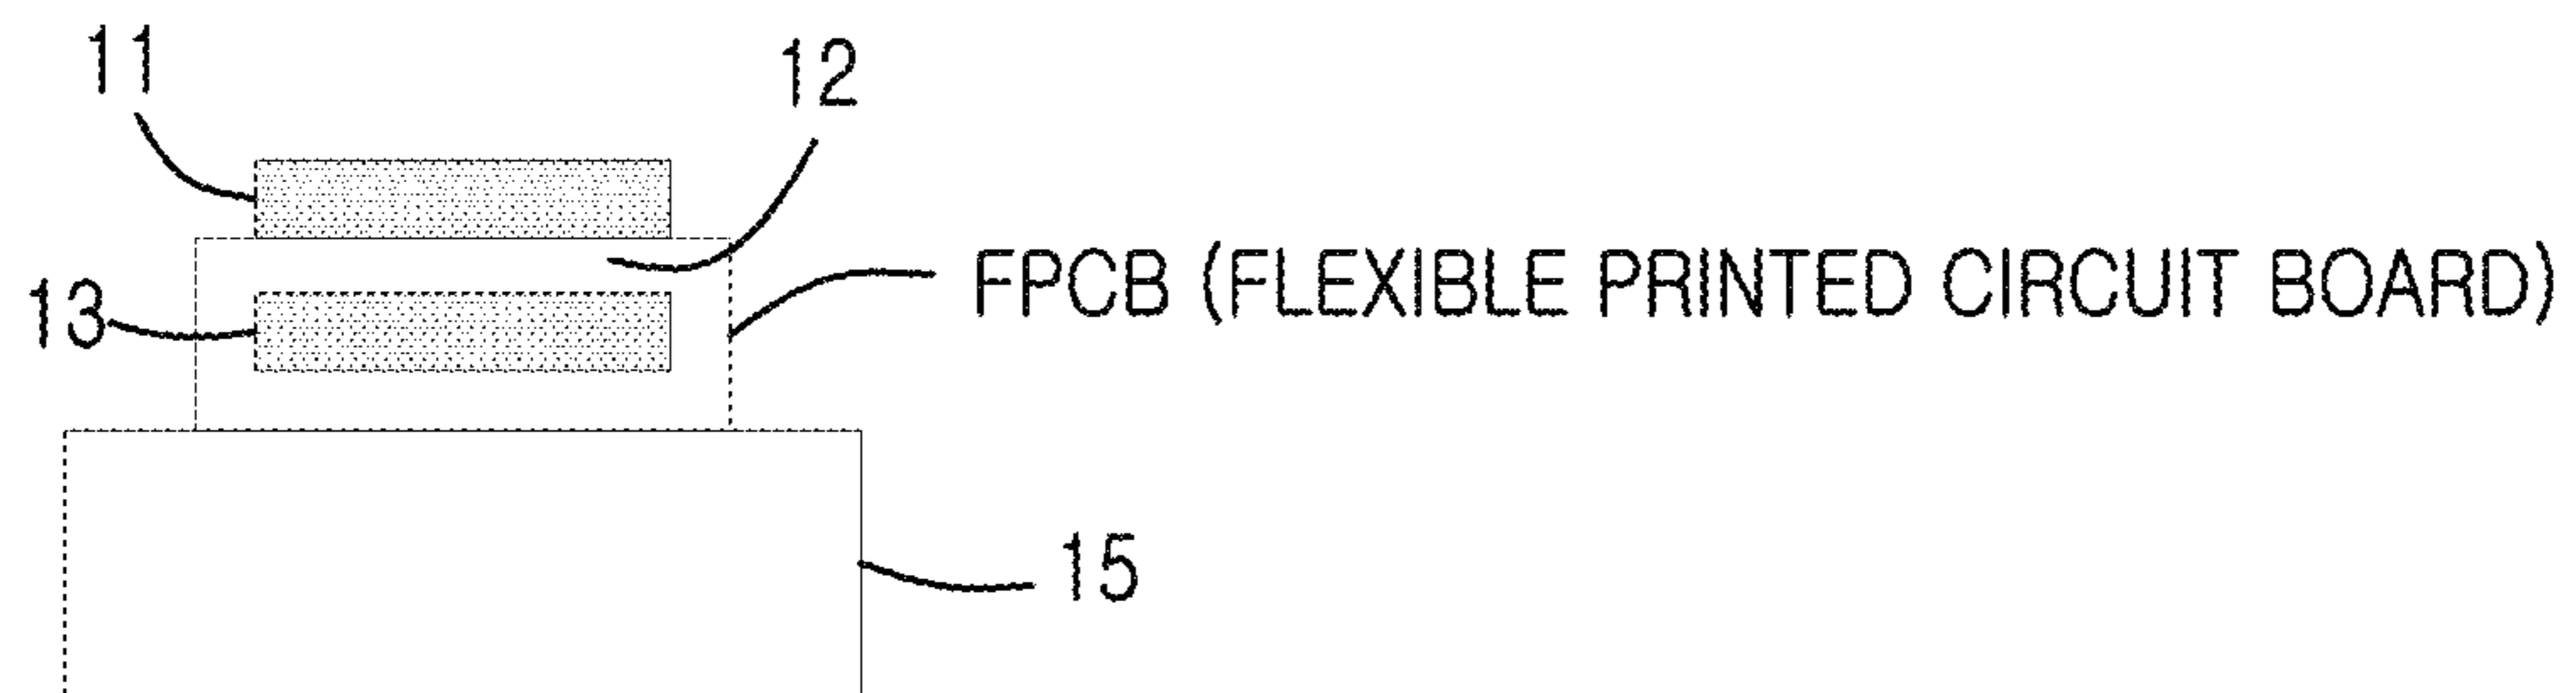 11
12
13
FPCB (FLEXIBLE PRINTED CIRCUIT BOARD)
15